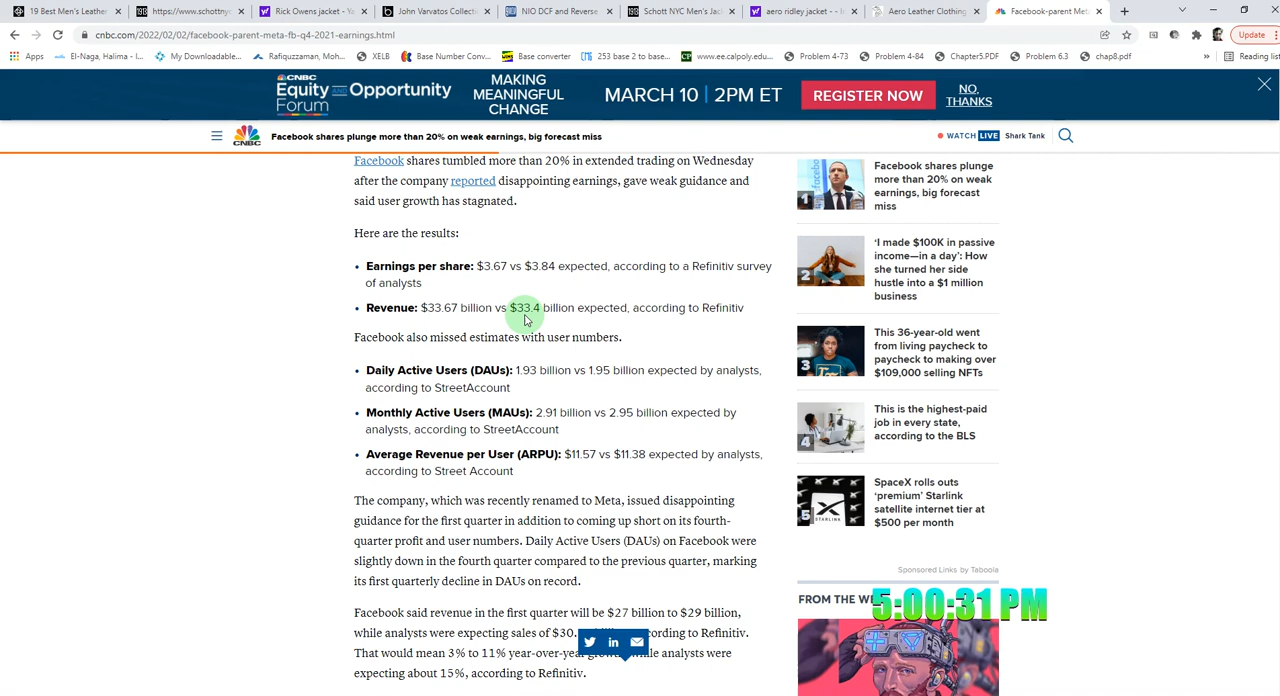 19 Best Men's Leather
https://www.schottnyc
Rick Owens jacket - Ya
John Varvatos Collecti
NIO DCF and Reverse
Schott NYC Men's Jac
aero ridley jacket - - I
Aero Leather Clothing
Facebook-parent Met
cnbc.com/2022/02/02/facebook-parent-meta-fb-q4-2021-earnings.html
Update
Apps
El-Naga, Halima - I...
My Downloadable...
Rafiquzzaman, Moh...
XELB
Base Number Conv...
Base converter
253 base 2 to base...
www.ee.calpoly.edu...
Problem 4-73
Problem 4-84
Chapter5.PDF
Problem 6.3
chap8.pdf
»
Reading list
CNBC
Equity AND Opportunity
Forum
MAKING
MEANINGFUL
CHANGE
MARCH 10 | 2PM ET
REGISTER NOW
NO,
THANKS
CNBC
Facebook shares plunge more than 20% on weak earnings, big forecast miss
WATCH LIVE Shark Tank
Facebook shares tumbled more than 20% in extended trading on Wednesday
after the company reported disappointing earnings, gave weak guidance and
said user growth has stagnated.
Here are the results:
• Earnings per share: $3.67 vs $3.84 expected, according to a Refinitiv survey
of analysts
• Revenue: $33.67 billion vs $33.4 billion expected, according to Refinitiv
Facebook also missed estimates with user numbers.
• Daily Active Users (DAUs): 1.93 billion vs 1.95 billion expected by analysts,
according to StreetAccount
• Monthly Active Users (MAUs): 2.91 billion vs 2.95 billion expected by
analysts, according to StreetAccount
• Average Revenue per User (ARPU): $11.57 vs $11.38 expected by analysts,
according to Street Account
The company, which was recently renamed to Meta, issued disappointing
guidance for the first quarter in addition to coming up short on its fourth-
quarter profit and user numbers. Daily Active Users (DAUs) on Facebook were
slightly down in the fourth quarter compared to the previous quarter, marking
its first quarterly decline in DAUs on record.
Facebook said revenue in the first quarter will be $27 billion to $29 billion,
while analysts were expecting sales of $30. according to Refinitiv.
That would mean 3% to 11% year-over-year while analysts were
expecting about 15%, according to Refinitiv.
1
Facebook shares plunge
more than 20% on weak
earnings, big forecast
miss
2
‘I made $100K in passive
income—in a day’: How
she turned her side
hustle into a $1 million
business
3
This 36-year-old went
from living paycheck to
paycheck to making over
$109,000 selling NFTs
4
This is the highest-paid
job in every state,
according to the BLS
5
STARLINK
SpaceX rolls out
‘premium’ Starlink
satellite internet tier at
$500 per month
Sponsored Links by Taboola
FROM THE WE
5:00:31 PM